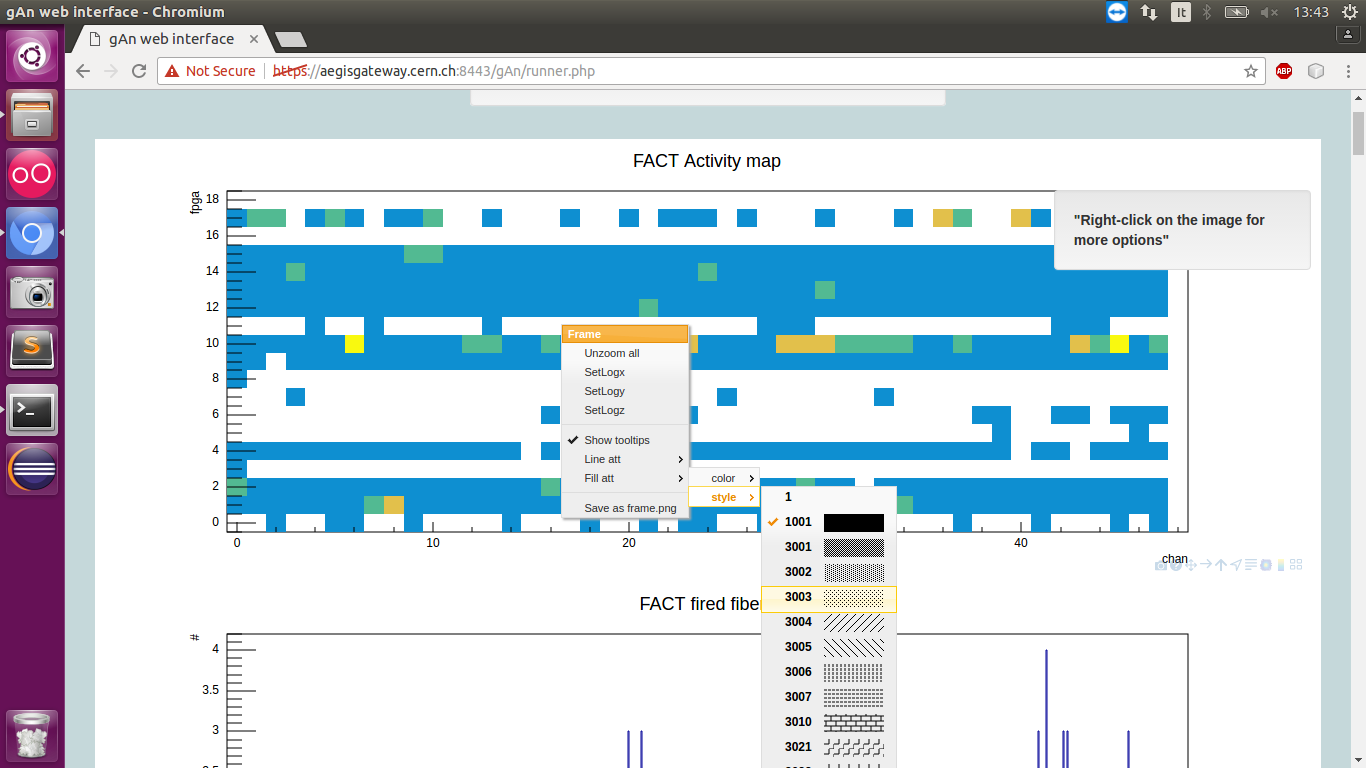 gAn web interface - Chromium
It
13:43
gAn web interface
Not Secure
https://aegisgateway.cern.ch:8443/gAn/runner.php
ABP
FACT Activity map
fpga
18
16
14
12
10
8
6
4
2
0
0
10
20
40
chan
"Right-click on the image for
more options"
Frame
Unzoom all
SetLogx
SetLogy
SetLogz
Show tooltips
Line att
Fill att
Save as frame.png
color
style
1
1001
3001
3002
3003
3004
3005
3006
3007
3010
3021
FACT fired fiber
#
4
3.5
3